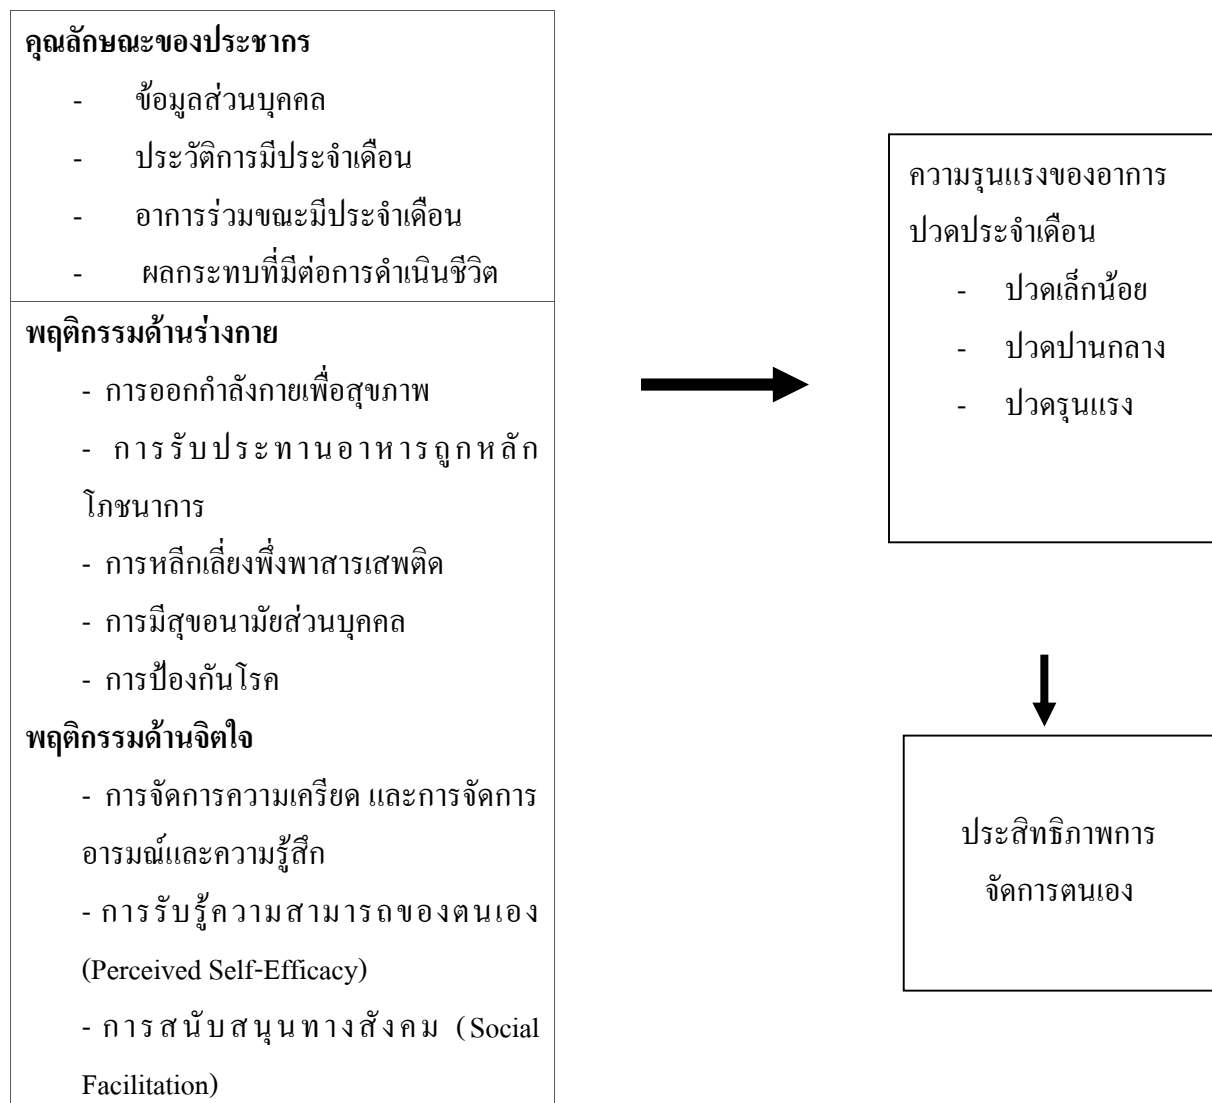 คุณลักษณะของประชากร
- ข้อมูลส่วนบุคคล
- ประวัติการมีประจำเดือน
- อาการร่วมขณะมีประจำเดือน
- ผลกระทบที่มีต่อการดำเนินชีวิต
พฤติกรรมด้านร่างกาย
- การออกกำลังกายเพื่อสุขภาพ
- การรับประทานอาหารถูกหลัก
โภชนาการ
- การหลีกเลี่ยงพึ่งพาสารเสพติด
- การมีสุขอนามัยส่วนบุคคล
- การป้องกันโรค
พฤติกรรมด้านจิตใจ
- การจัดการความเครียด และการจัดการ
อารมณ์และความรู้สึก
- การรับรู้ความสามารถของตนเอง
(Perceived Self-Efficacy)
- การสนับสนุนทางสังคม (Social
Facilitation)
ความรุนแรงของอาการ
ปวดประจำเดือน
- ปวดเล็กน้อย
- ปวดปานกลาง
- ปวดรุนแรง
ประสิทธิภาพการ
จัดการตนเอง